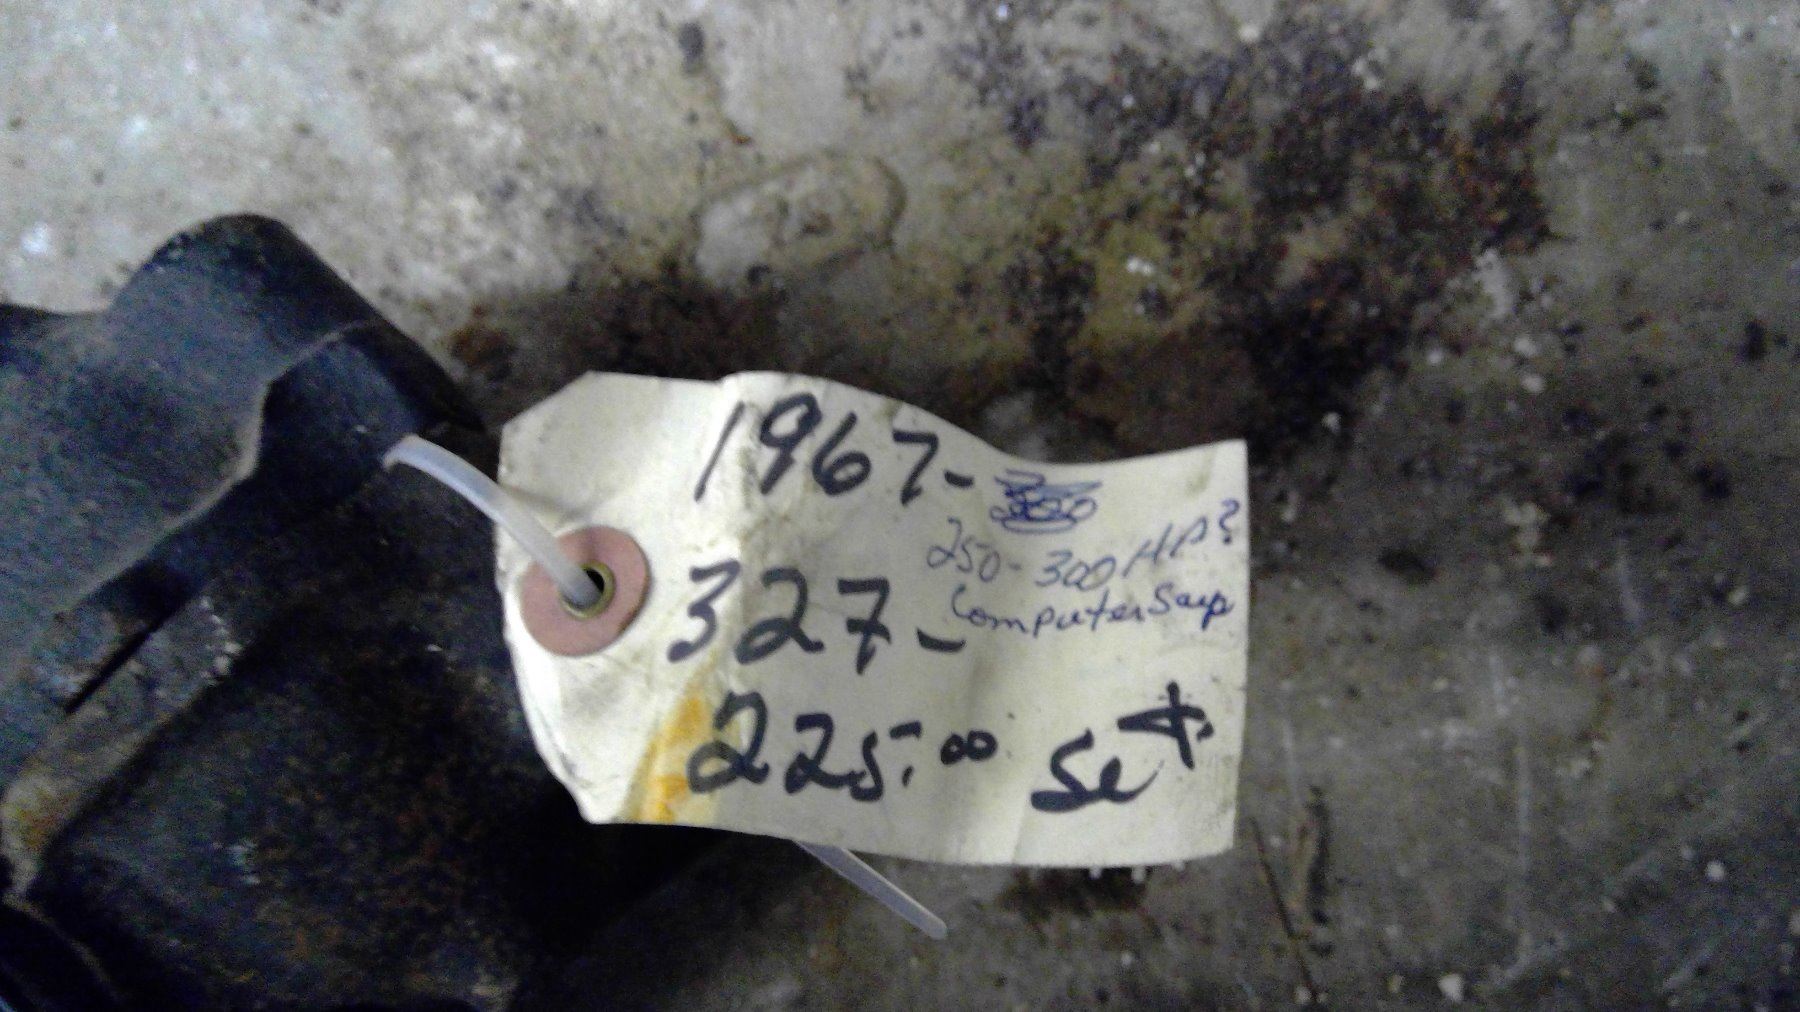 1967-
250-300 HP?
Computer Says
327-
225.00 Set